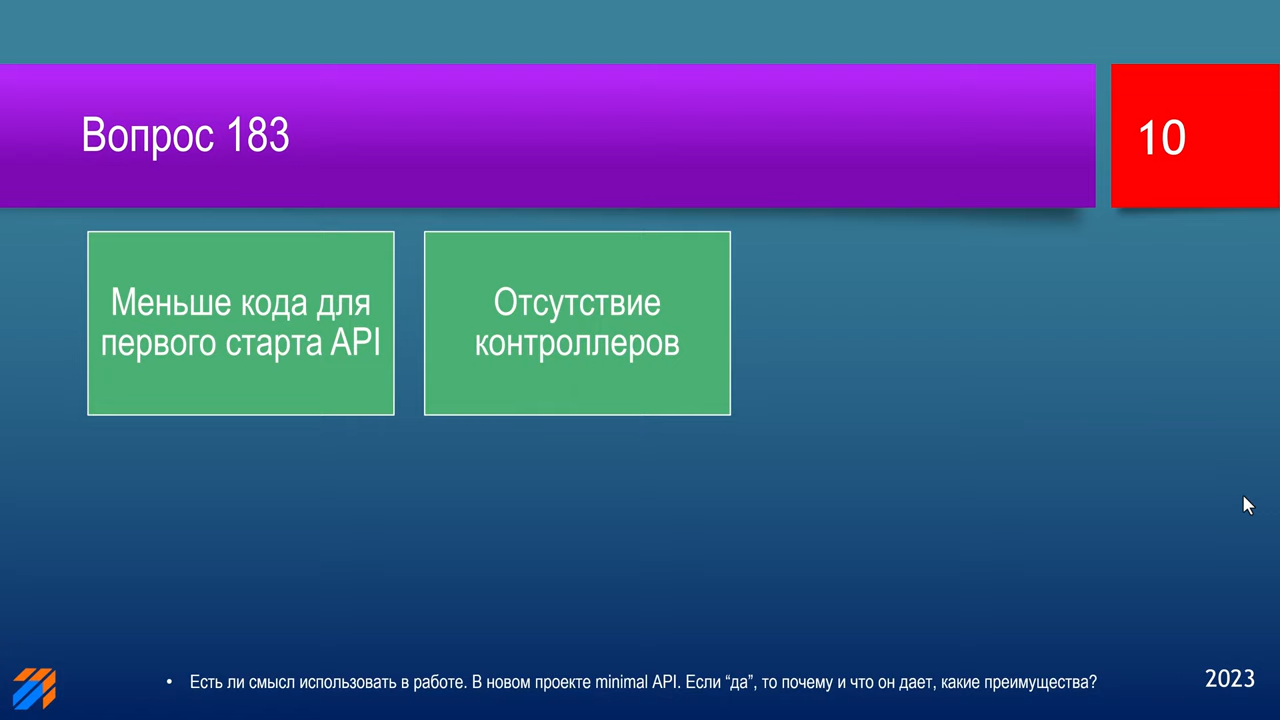 Вопрос 183
10
Меньше кода для
первого старта API
Отсутствие
контроллеров
• Есть ли смысл использовать в работе. В новом проекте minimal API. Если “да”, то почему и что он дает, какие преимущества?
2023